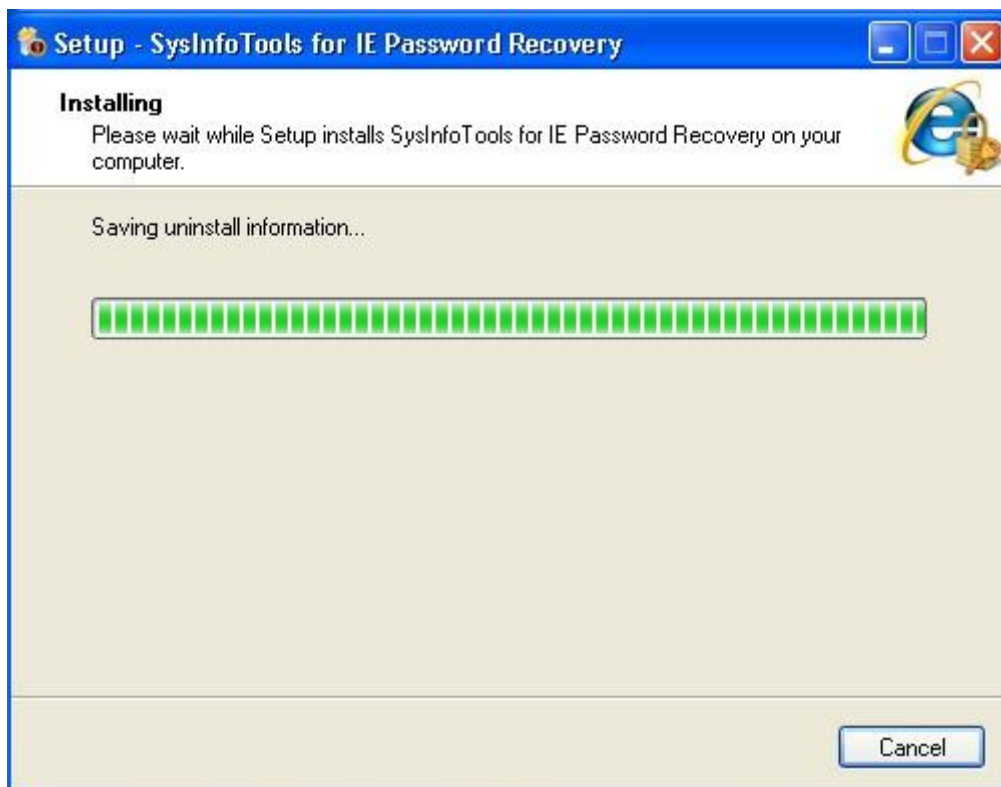 Setup - SysInfoTools for IE Password Recovery
Installing
Please wait while Setup installs SysInfoTools for IE Password Recovery on your
computer.
Saving uninstall information...
Cancel